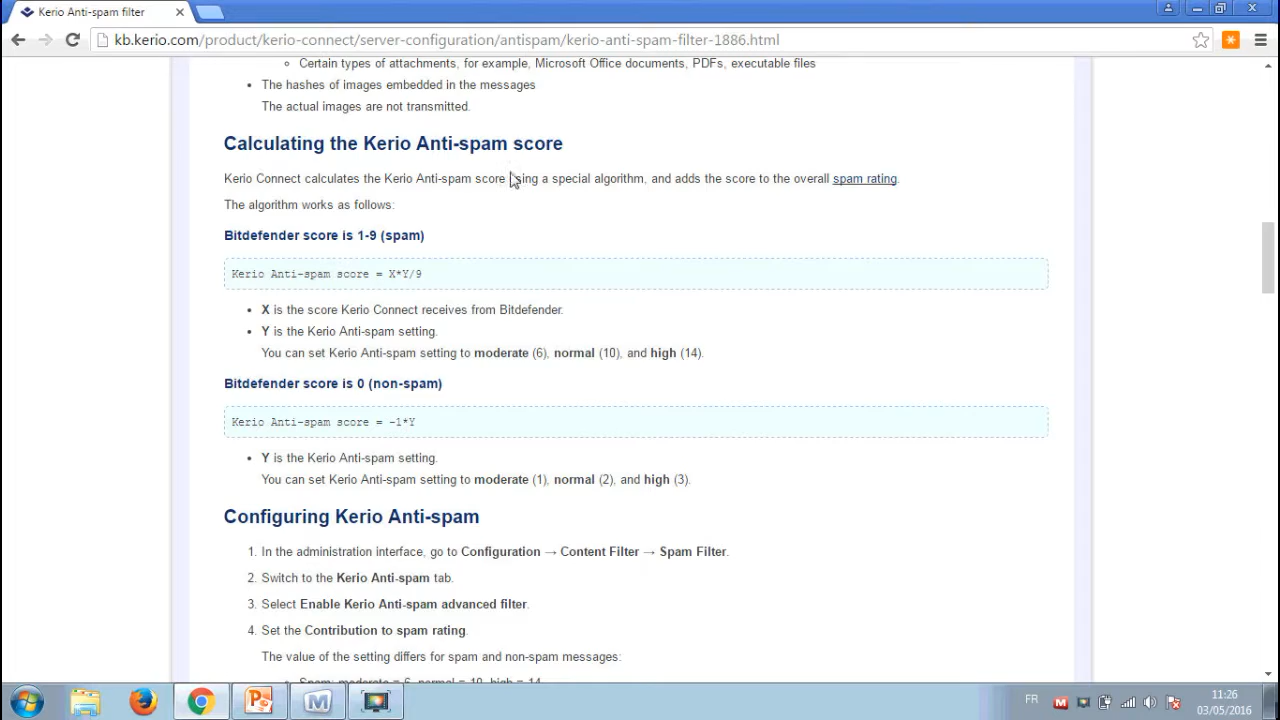 Kerio Anti-spam filter
kb.kerio.com/product/kerio-connect/server-configuration/antispam/kerio-anti-spam-filter-1886.html
Certain types of attachments, for example, Microsoft Office documents, PDFs, executable files
The hashes of images embedded in the messages
The actual images are not transmitted.
Calculating the Kerio Anti-spam score
Kerio Connect calculates the Kerio Anti-spam score using a special algorithm, and adds the score to the overall spam rating.
The algorithm works as follows:
Bitdefender score is 1-9 (spam)
Kerio Anti-spam score = X*Y/9
X is the score Kerio Connect receives from Bitdefender.
Y is the Kerio Anti-spam setting.
You can set Kerio Anti-spam setting to moderate (6), normal (10), and high (14).
Bitdefender score is 0 (non-spam)
Kerio Anti-spam score = -1*Y
Y is the Kerio Anti-spam setting.
You can set Kerio Anti-spam setting to moderate (1), normal (2), and high (3).
Configuring Kerio Anti-spam
1. In the administration interface, go to Configuration → Content Filter → Spam Filter.
2. Switch to the Kerio Anti-spam tab.
3. Select Enable Kerio Anti-spam advanced filter.
4. Set the Contribution to spam rating.
The value of the setting differs for spam and non-spam messages:
Spam: moderate = 6, normal = 10, high = 14
FR
11:26
03/05/2016